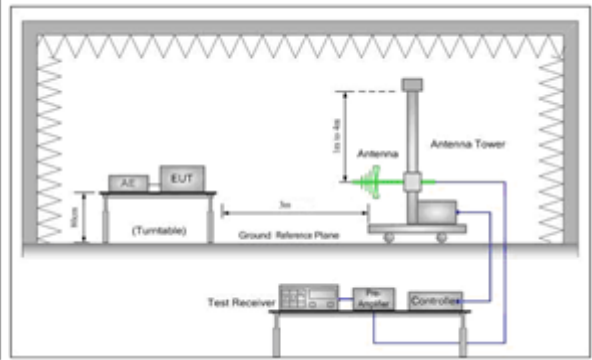 1m to 4m
Antenna
Antenna Tower
AE
EUT
80cm
3m
(Turntable)
Ground Reference Plane
Test Receiver
Pre-
Amplifier
Controller